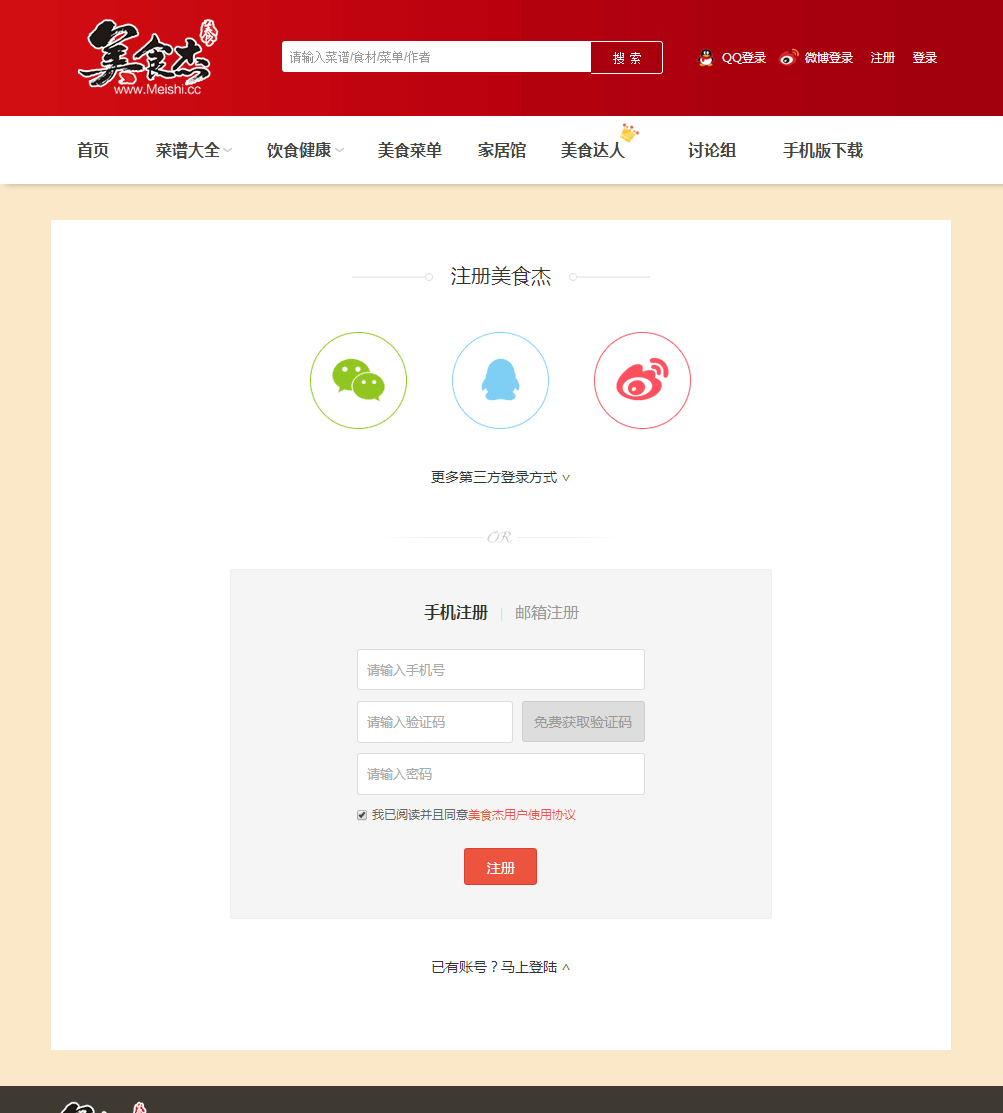 美食杰
www.Meishi.cc
请输入菜谱/食材/菜单/作者
搜 索
QQ登录
微博登录
注册
登录
首页
菜谱大全
饮食健康
美食菜单
家居馆
美食达人
讨论组
手机版下载
注册美食杰
更多第三方登录方式
OR
手机注册
邮箱注册
请输入手机号
请输入验证码
免费获取验证码
请输入密码
我已阅读并且同意美食杰用户使用协议
注册
已有账号？马上登陆